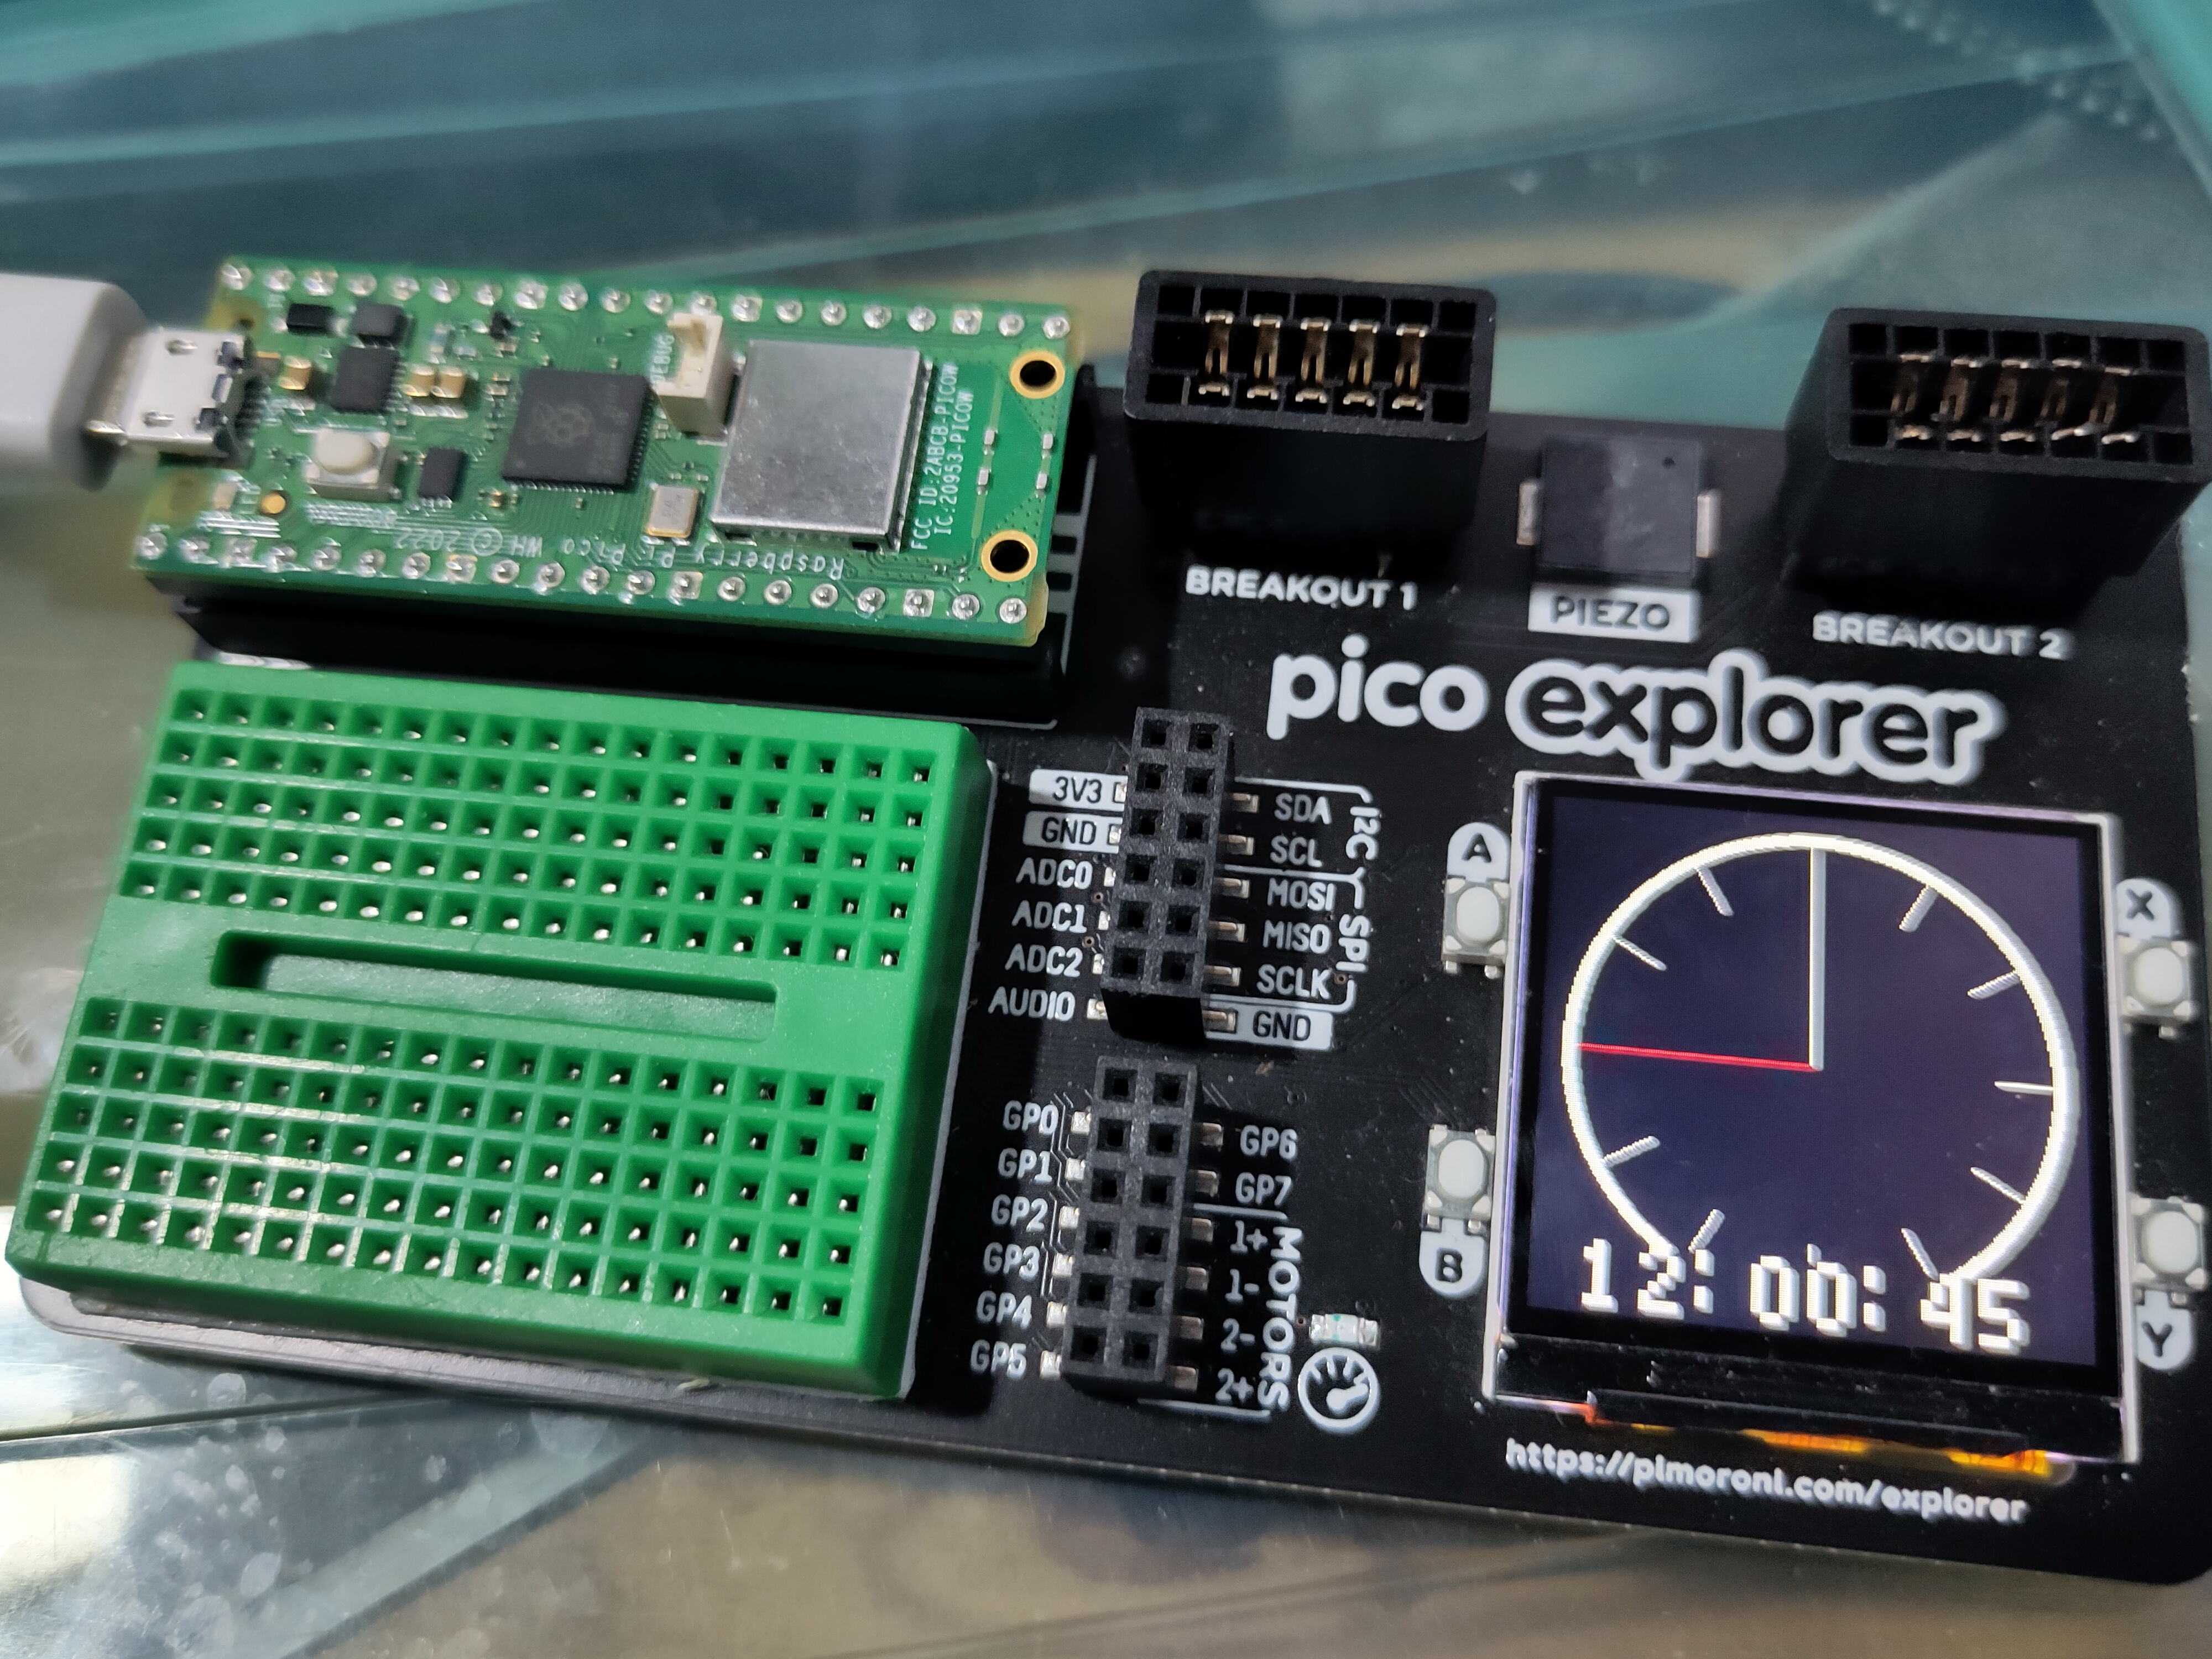 DEBUG
FCC ID:2ABCB-PICOW
IC:20953-PICOW
Raspberry Pi Pico WH © 2022
BREAKOUT 1
PIEZO
BREAKOUT 2
pico explorer
3V3
GND
ADC0
ADC1
ADC2
AUDIO
SDA
SCL
MOSI
MISO
SCLK
GND
I2C
SPI
GP0
GP1
GP2
GP3
GP4
GP5
GP6
GP7
1+
1-
2-
2+
MOTORS
A
B
X
Y
12:00:45
https://pimoroni.com/explorer